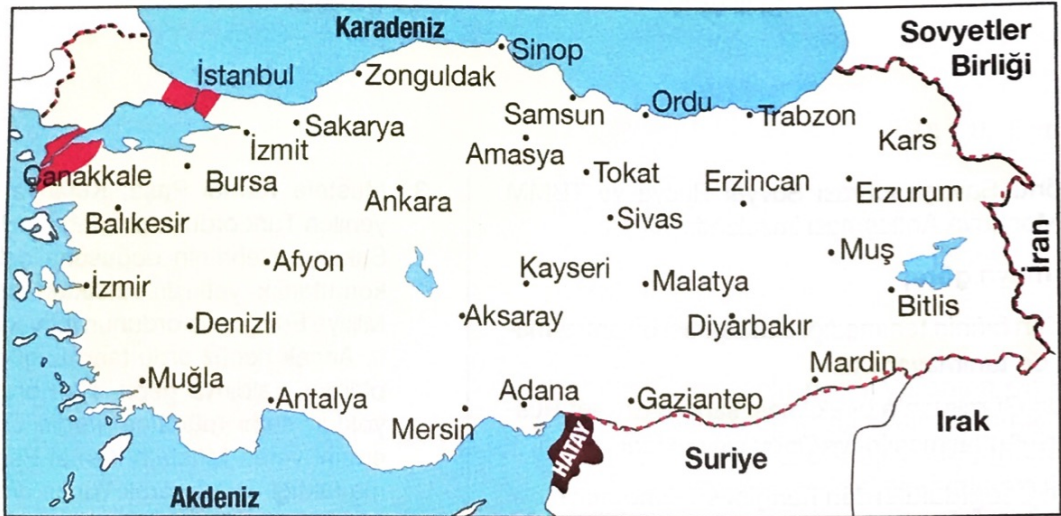 Karadeniz
Sovyetler
Birliği
Sinop
İstanbul
Zonguldak
Samsun
Ordu
Trabzon
Kars
Sakarya
İzmit
Amasya
Çanakkale
Bursa
Tokat
Erzincan
Erzurum
Ankara
Balıkesir
Sivas
Muş
İran
Afyon
Kayseri
Malatya
Bitlis
İzmir
Aksaray
Denizli
Diyarbakır
Mardin
Muğla
Antalya
Adana
Gaziantep
Mersin
Irak
HATAY
Suriye
Akdeniz